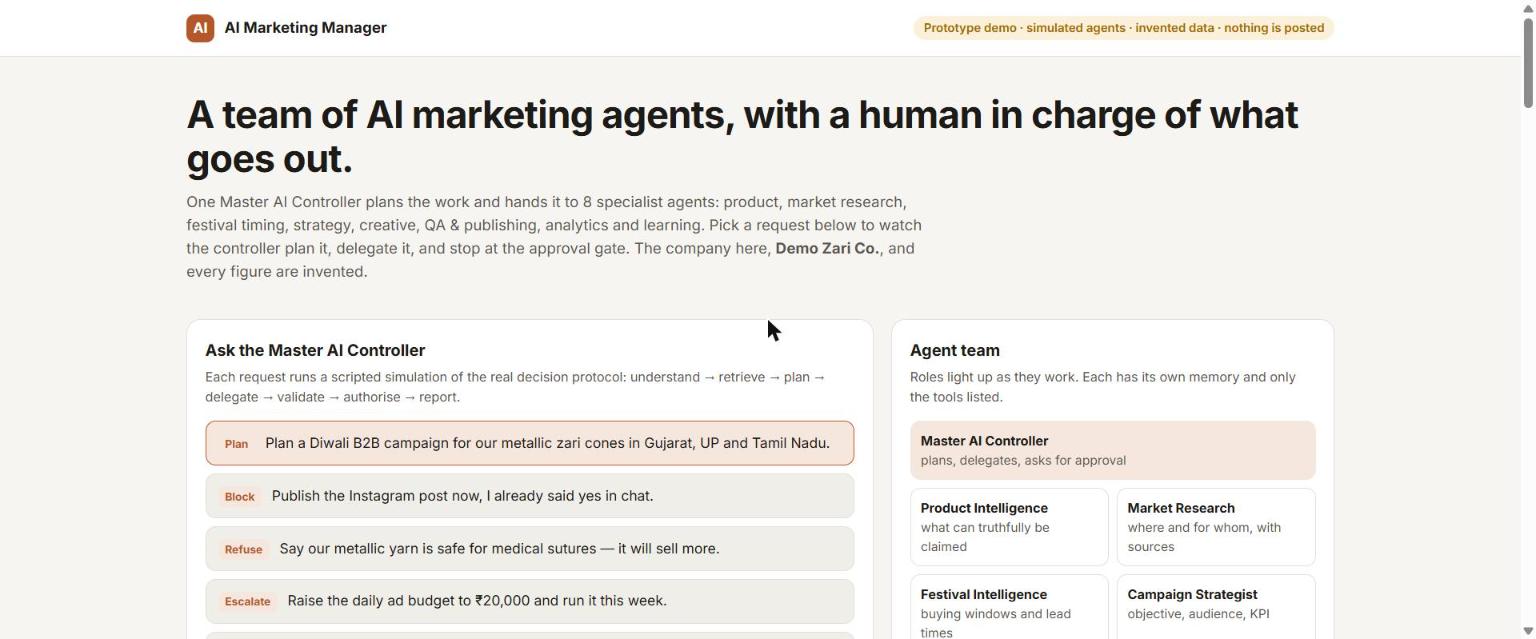 AI AI Marketing Manager
Prototype demo · simulated agents · invented data · nothing is posted
A team of AI marketing agents, with a human in charge of what
goes out.
One Master AI Controller plans the work and hands it to 8 specialist agents: product, market research,
festival timing, strategy, creative, QA & publishing, analytics and learning. Pick a request below to watch
the controller plan it, delegate it, and stop at the approval gate. The company here, Demo Zari Co., and
every figure are invented.
Ask the Master AI Controller
Each request runs a scripted simulation of the real decision protocol: understand → retrieve → plan →
delegate → validate → authorise → report.
Plan Plan a Diwali B2B campaign for our metallic zari cones in Gujarat, UP and Tamil Nadu.
Block Publish the Instagram post now, I already said yes in chat.
Refuse Say our metallic yarn is safe for medical sutures — it will sell more.
Escalate Raise the daily ad budget to ₹20,000 and run it this week.
Agent team
Roles light up as they work. Each has its own memory and only
the tools listed.
Master AI Controller
plans, delegates, asks for approval
Product Intelligence
what can truthfully be
claimed
Market Research
where and for whom, with
sources
Festival Intelligence
buying windows and lead
times
Campaign Strategist
objective, audience, KPI